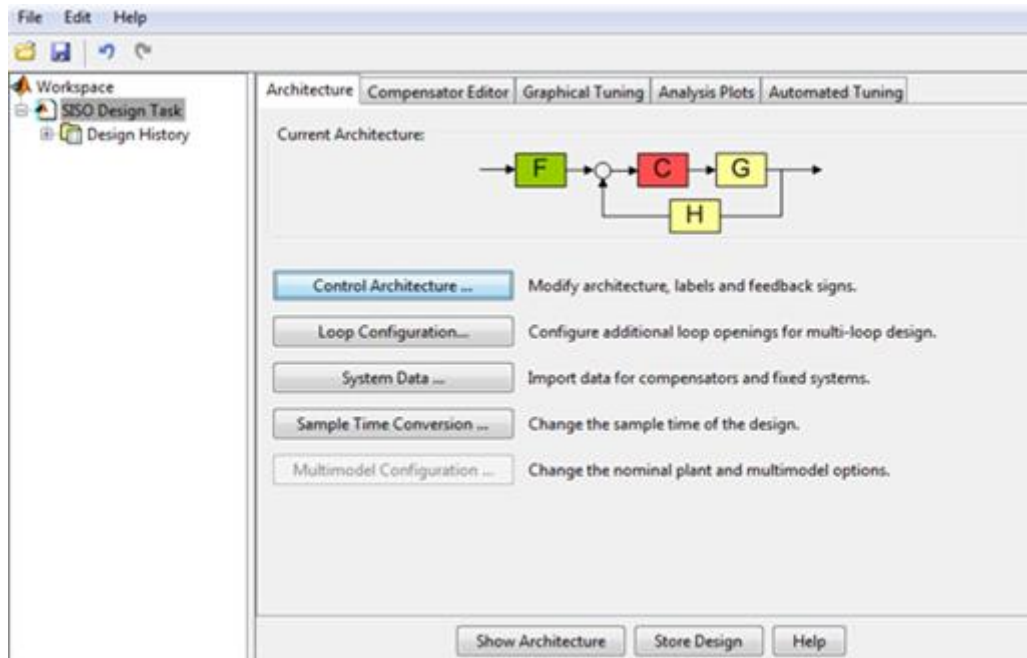 File Edit Help
Workspace
SISO Design Task
Design History
Architecture Compensator Editor Graphical Tuning Analysis Plots Automated Tuning
Current Architecture:
F C G
H
Control Architecture ... Modify architecture, labels and feedback signs.
Loop Configuration... Configure additional loop openings for multi-loop design.
System Data ... Import data for compensators and fixed systems.
Sample Time Conversion ... Change the sample time of the design.
Multimodel Configuration ... Change the nominal plant and multimodel options.
Show Architecture Store Design Help